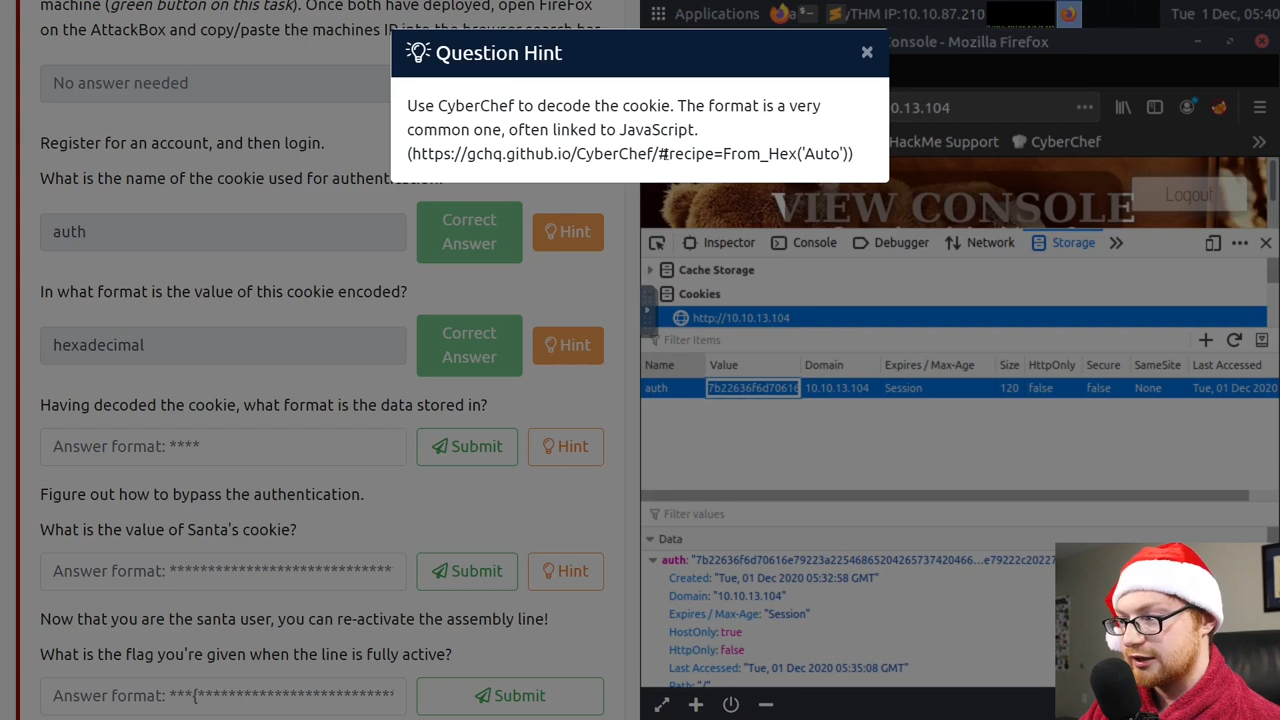 machine (green button on this task). Once both have deployed, open FireFox
on the AttackBox and copy/paste the machines IP into the browser search bar
No answer needed
Question Hint
×
Use CyberChef to decode the cookie. The format is a very
common one, often linked to JavaScript.
(https://gchq.github.io/CyberChef/#recipe=From_Hex('Auto'))
Register for an account, and then login.
What is the name of the cookie used for authentication?
auth
Correct
Answer
Hint
In what format is the value of this cookie encoded?
hexadecimal
Correct
Answer
Hint
Having decoded the cookie, what format is the data stored in?
Answer format: ****
Submit
Hint
Figure out how to bypass the authentication.
What is the value of Santa's cookie?
Answer format: ****************************
Submit
Hint
Now that you are the santa user, you can re-activate the assembly line!
What is the flag you're given when the line is fully active?
Answer format: ***{************************
Submit
Applications
/THM IP:10.10.87.210
Tue 1 Dec, 05:40
Console - Mozilla Firefox
0.13.104
HackMe Support
CyberChef
VIEW CONSOLE
Logout
Inspector
Console
Debugger
Network
Storage
Cache Storage
Cookies
http://10.10.13.104
Filter Items
Name Value Domain Expires / Max-Age Size HttpOnly Secure SameSite Last Accessed
auth 7b22636f6d70616e 10.10.13.104 Session 120 false false None Tue, 01 Dec 2020
Filter values
Data
auth: "7b22636f6d70616e79223a22546865204265737420466...e79222c20227
Created: "Tue, 01 Dec 2020 05:32:58 GMT"
Domain: "10.10.13.104"
Expires / Max-Age: "Session"
HostOnly: true
HttpOnly: false
Last Accessed: "Tue, 01 Dec 2020 05:35:08 GMT"
Path: "/"